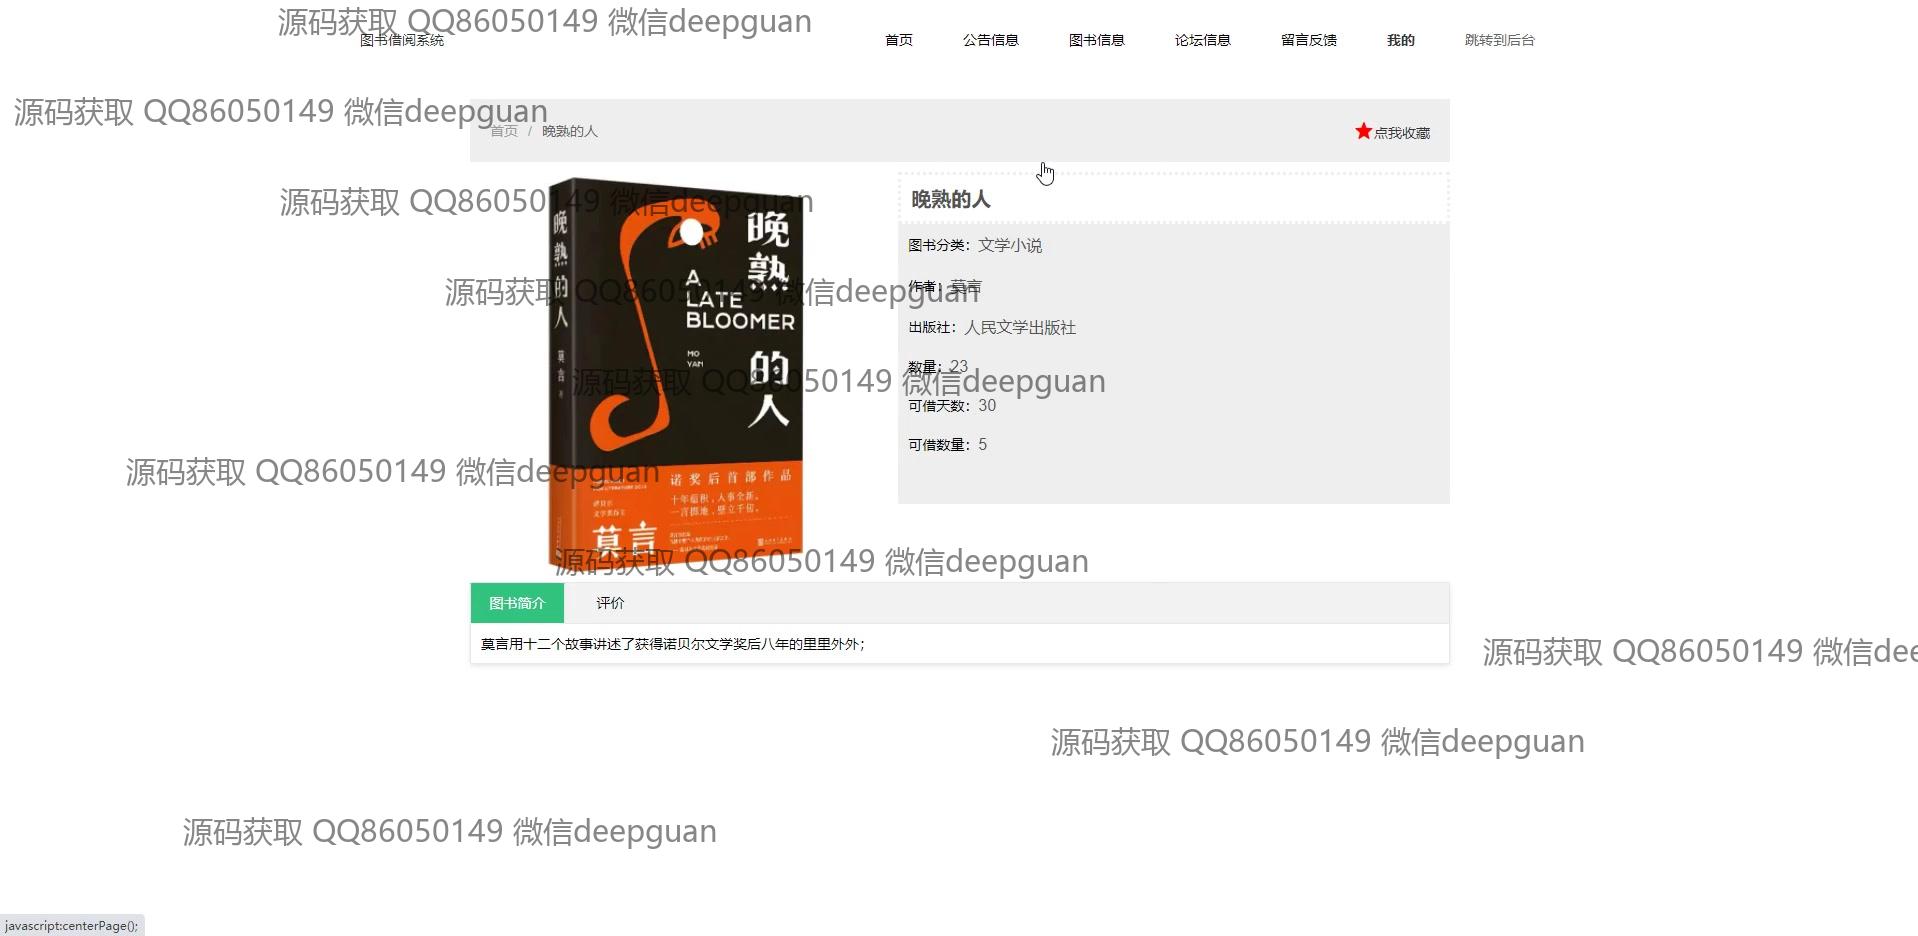 源码获取 QQ86050149 微信deepguan
图书借阅系统
首页 公告信息 图书信息 论坛信息 留言反馈 我的 跳转到后台
源码获取 QQ86050149 微信deepguan
首页 / 晚熟的人
点我收藏
源码获取 QQ86050149 微信deepguan
晚熟的人
晚熟的人
莫言
晚熟的人
A
LATE
BLOOMER
MO
YAN
图书分类：文学小说
源码获取 QQ86050149 微信deepguan
作者：莫言
出版社：人民文学出版社
数量：23
源码获取 QQ86050149 微信deepguan
可借天数：30
可借数量：5
源码获取 QQ86050149 微信deepguan
诺奖后首部作品
十年蕴积，人事全新。
一言掷地，壁立千仞。
莫言
源码获取 QQ86050149 微信deepguan
图书简介 评价
莫言用十二个故事讲述了获得诺贝尔文学奖后八年的里里外外；
源码获取 QQ86050149 微信dee
源码获取 QQ86050149 微信deepguan
源码获取 QQ86050149 微信deepguan
javascript:centerPage();